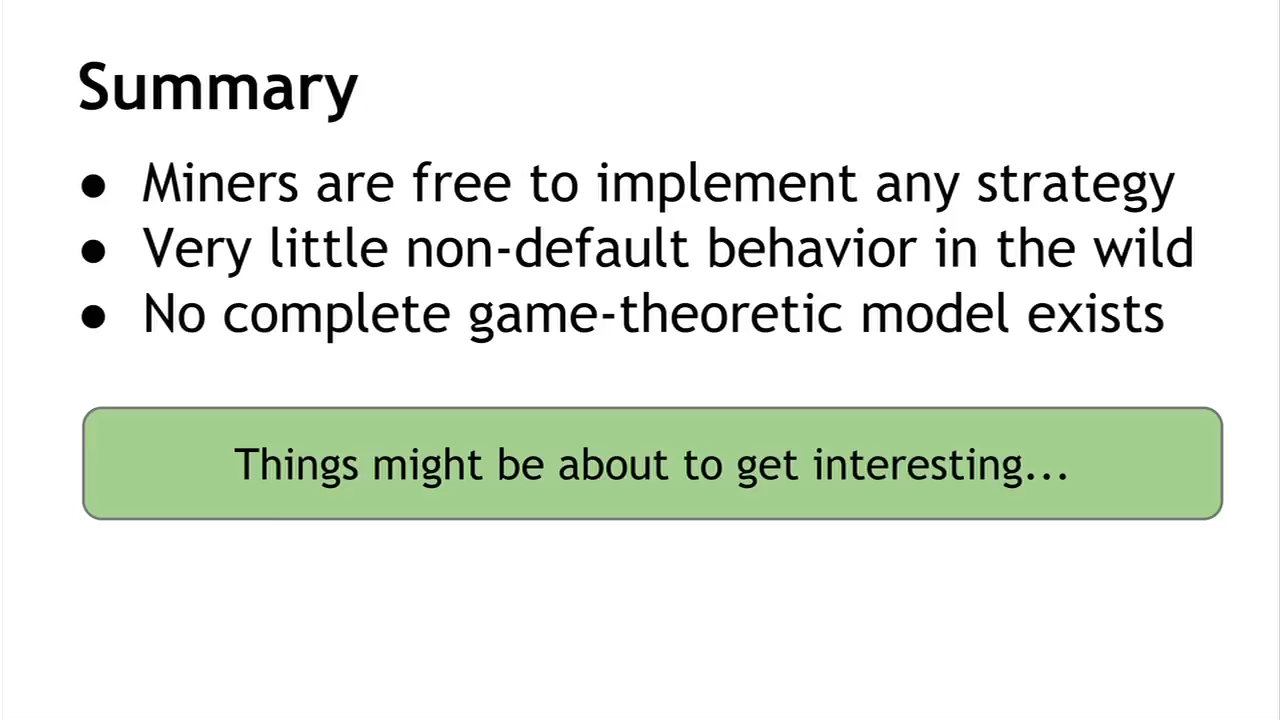 Summary
● Miners are free to implement any strategy
● Very little non-default behavior in the wild
● No complete game-theoretic model exists
Things might be about to get interesting...